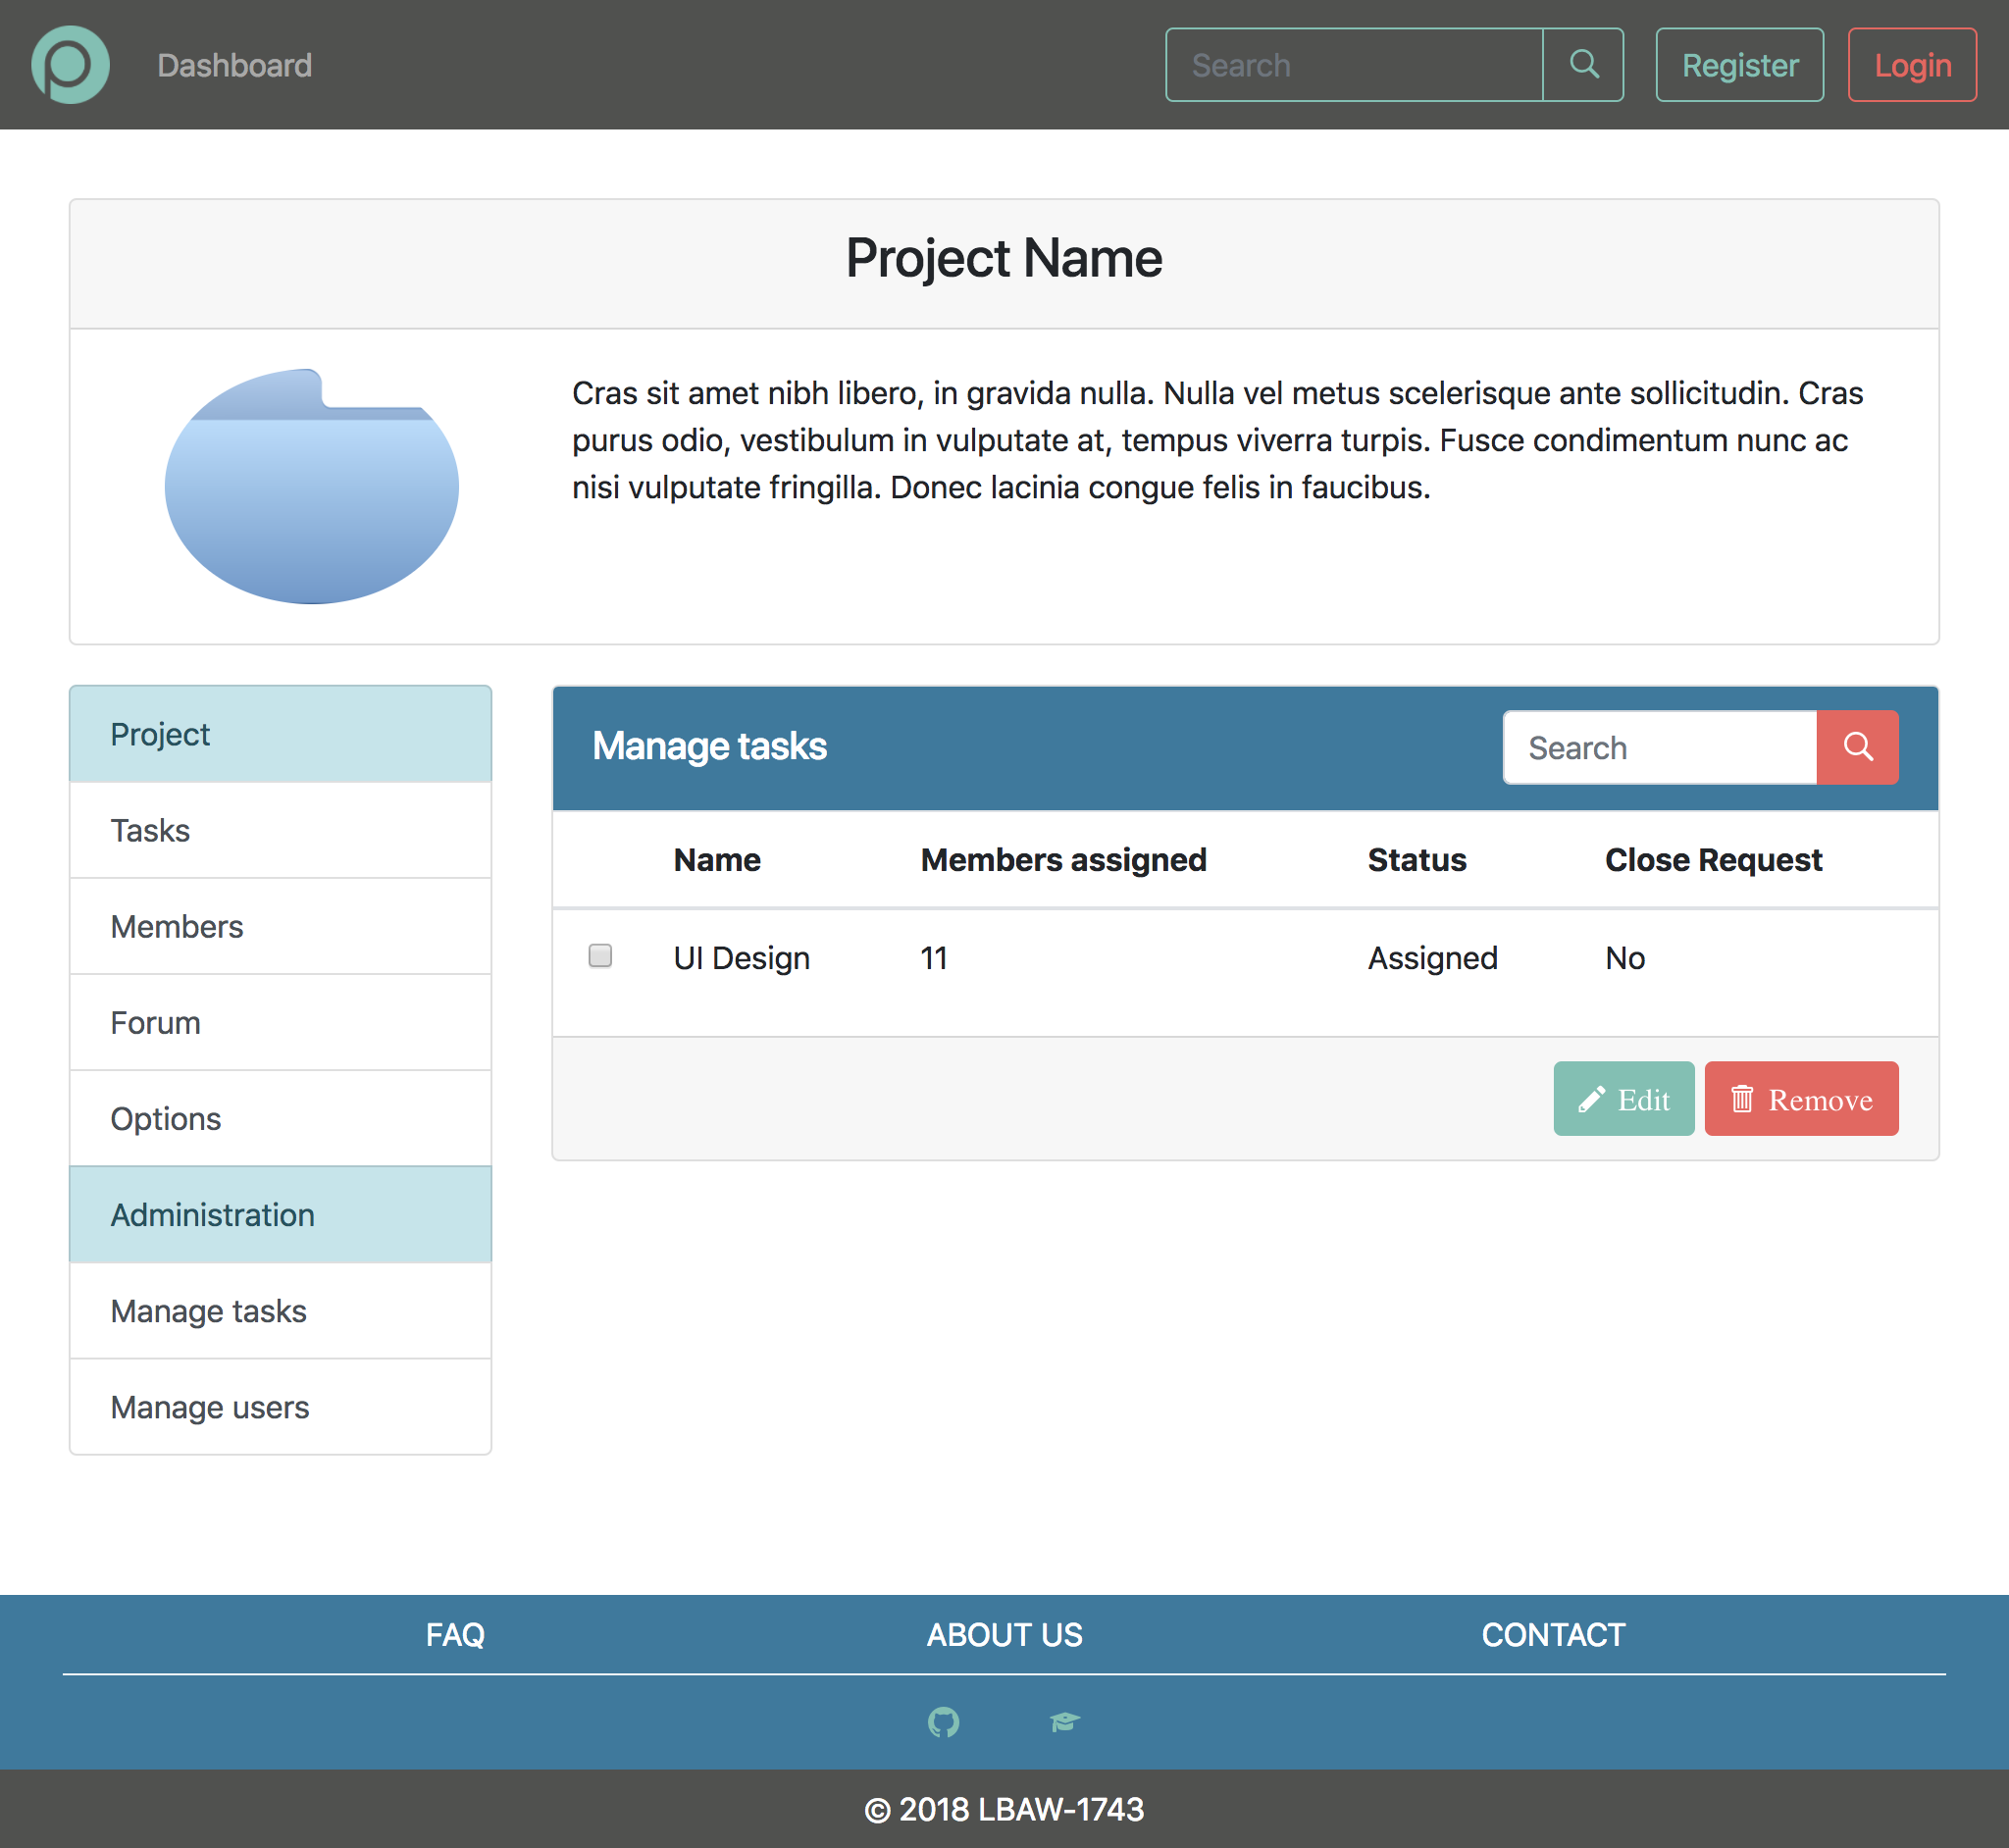 Dashboard
Search
Register
Login
Project Name
Cras sit amet nibh libero, in gravida nulla. Nulla vel metus scelerisque ante sollicitudin. Cras
purus odio, vestibulum in vulputate at, tempus viverra turpis. Fusce condimentum nunc ac
nisi vulputate fringilla. Donec lacinia congue felis in faucibus.
Project
Tasks
Members
Forum
Options
Administration
Manage tasks
Manage users
Manage tasks
Search
Name Members assigned Status Close Request
UI Design 11 Assigned No
Edit
Remove
FAQ ABOUT US CONTACT
© 2018 LBAW-1743